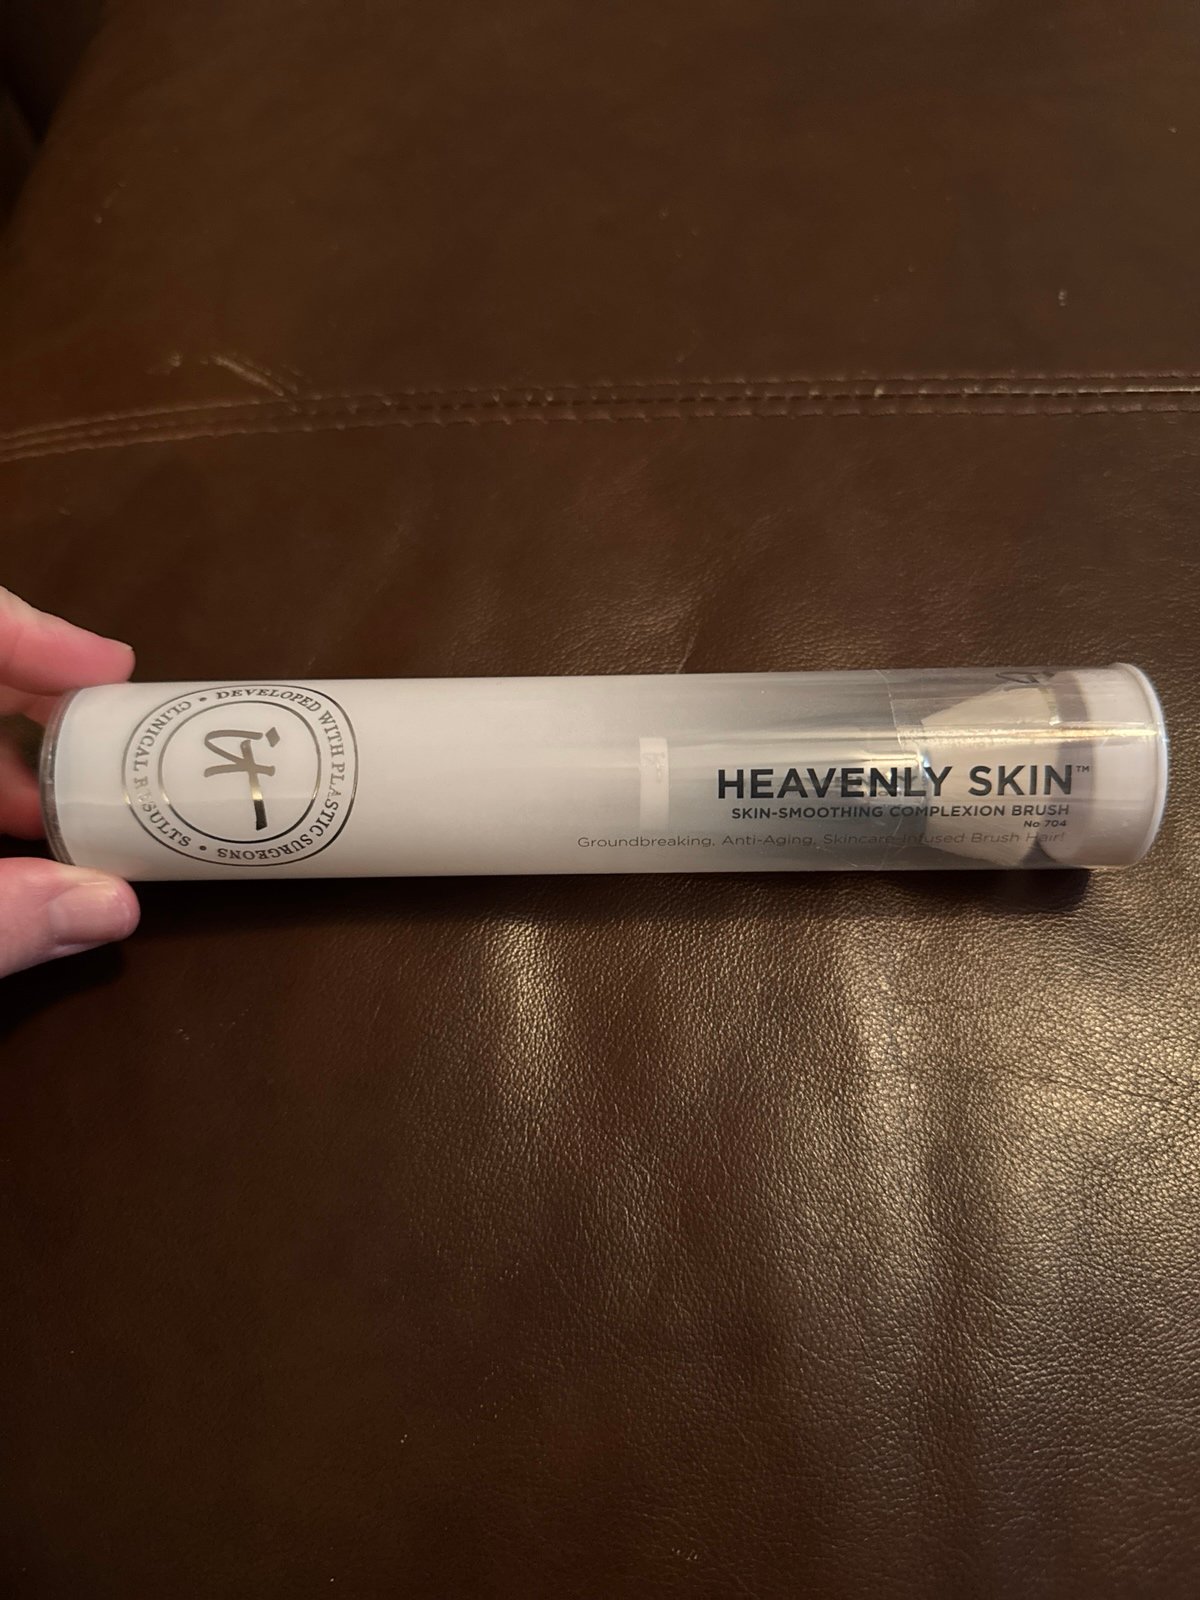 DEVELOPED WITH PLASTIC SURGEONS • CLINICAL RESULTS •
it
HEAVENLY SKIN™
SKIN-SMOOTHING COMPLEXION BRUSH
No 704
Groundbreaking, Anti-Aging, Skincare-Infused Brush Hair!